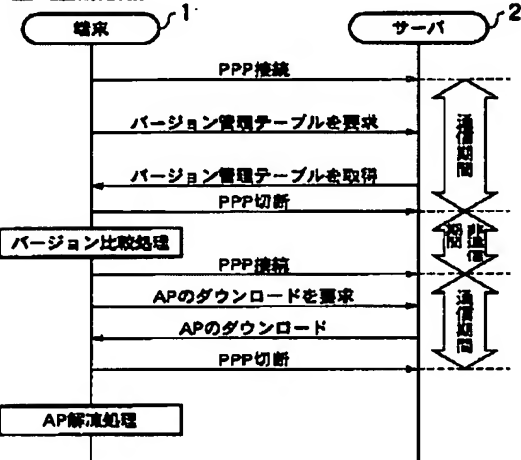 端末
1
サーバ
2
PPP接続
バージョン管理テーブルを要求
バージョン管理テーブルを取得
PPP切断
通信期間
バージョン比較処理
非通信
期間
PPP接続
APのダウンロードを要求
APのダウンロード
PPP切断
通信期間
AP解凍処理